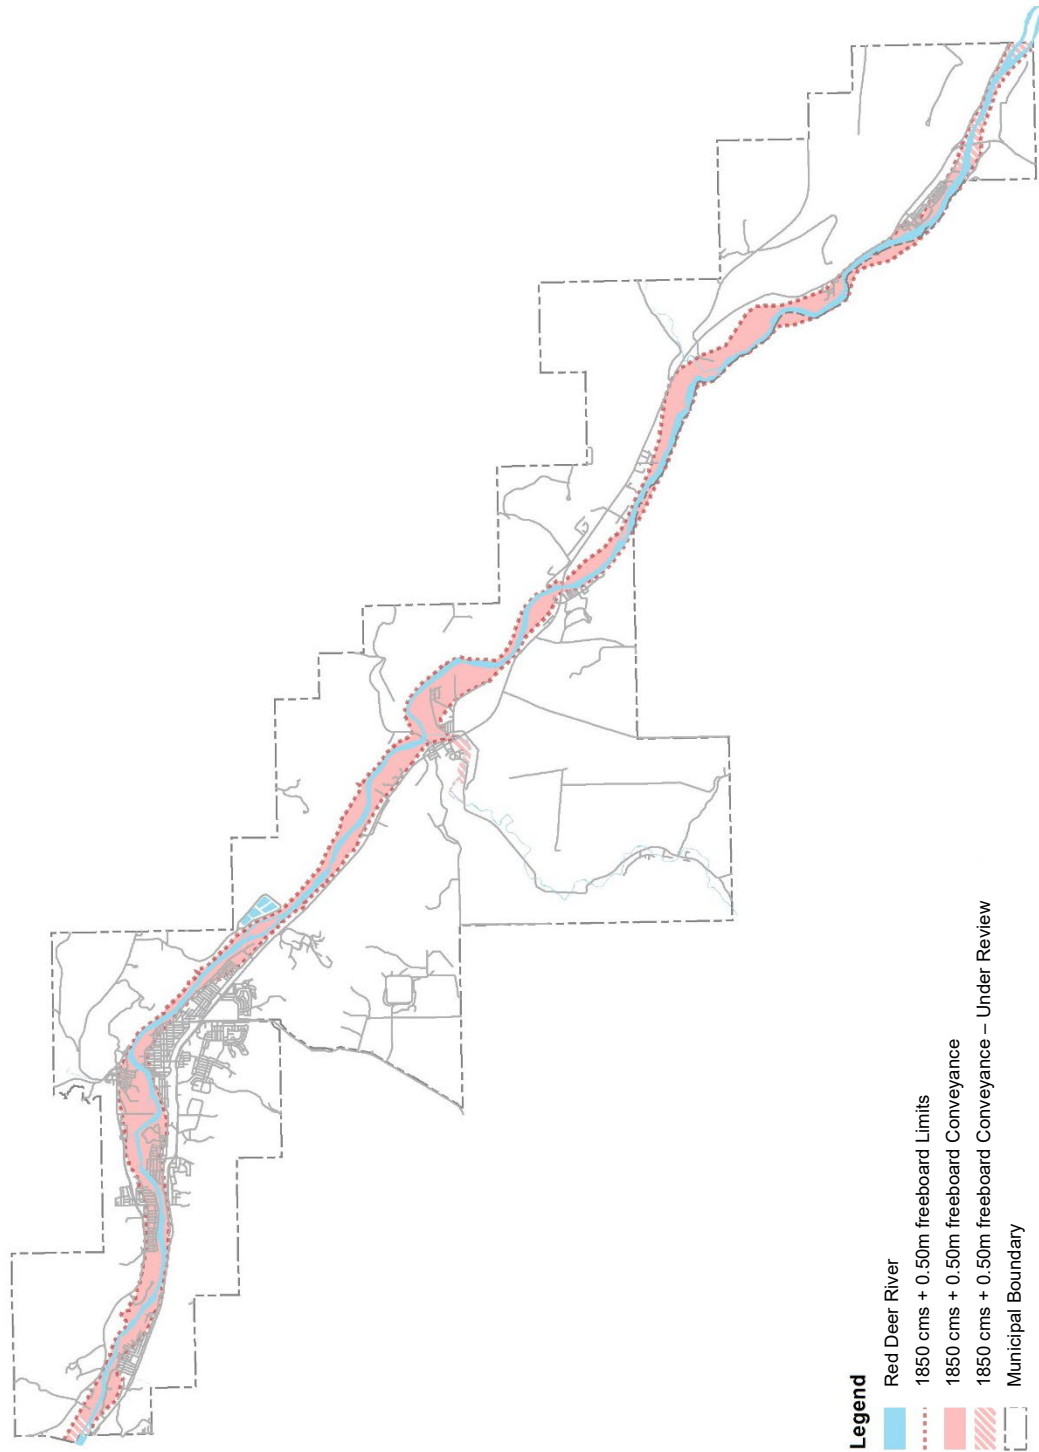 Legend
Red Deer River
1850 cms + 0.50m freeboard Limits
1850 cms + 0.50m freeboard Conveyance
1850 cms + 0.50m freeboard Conveyance – Under Review
Municipal Boundary